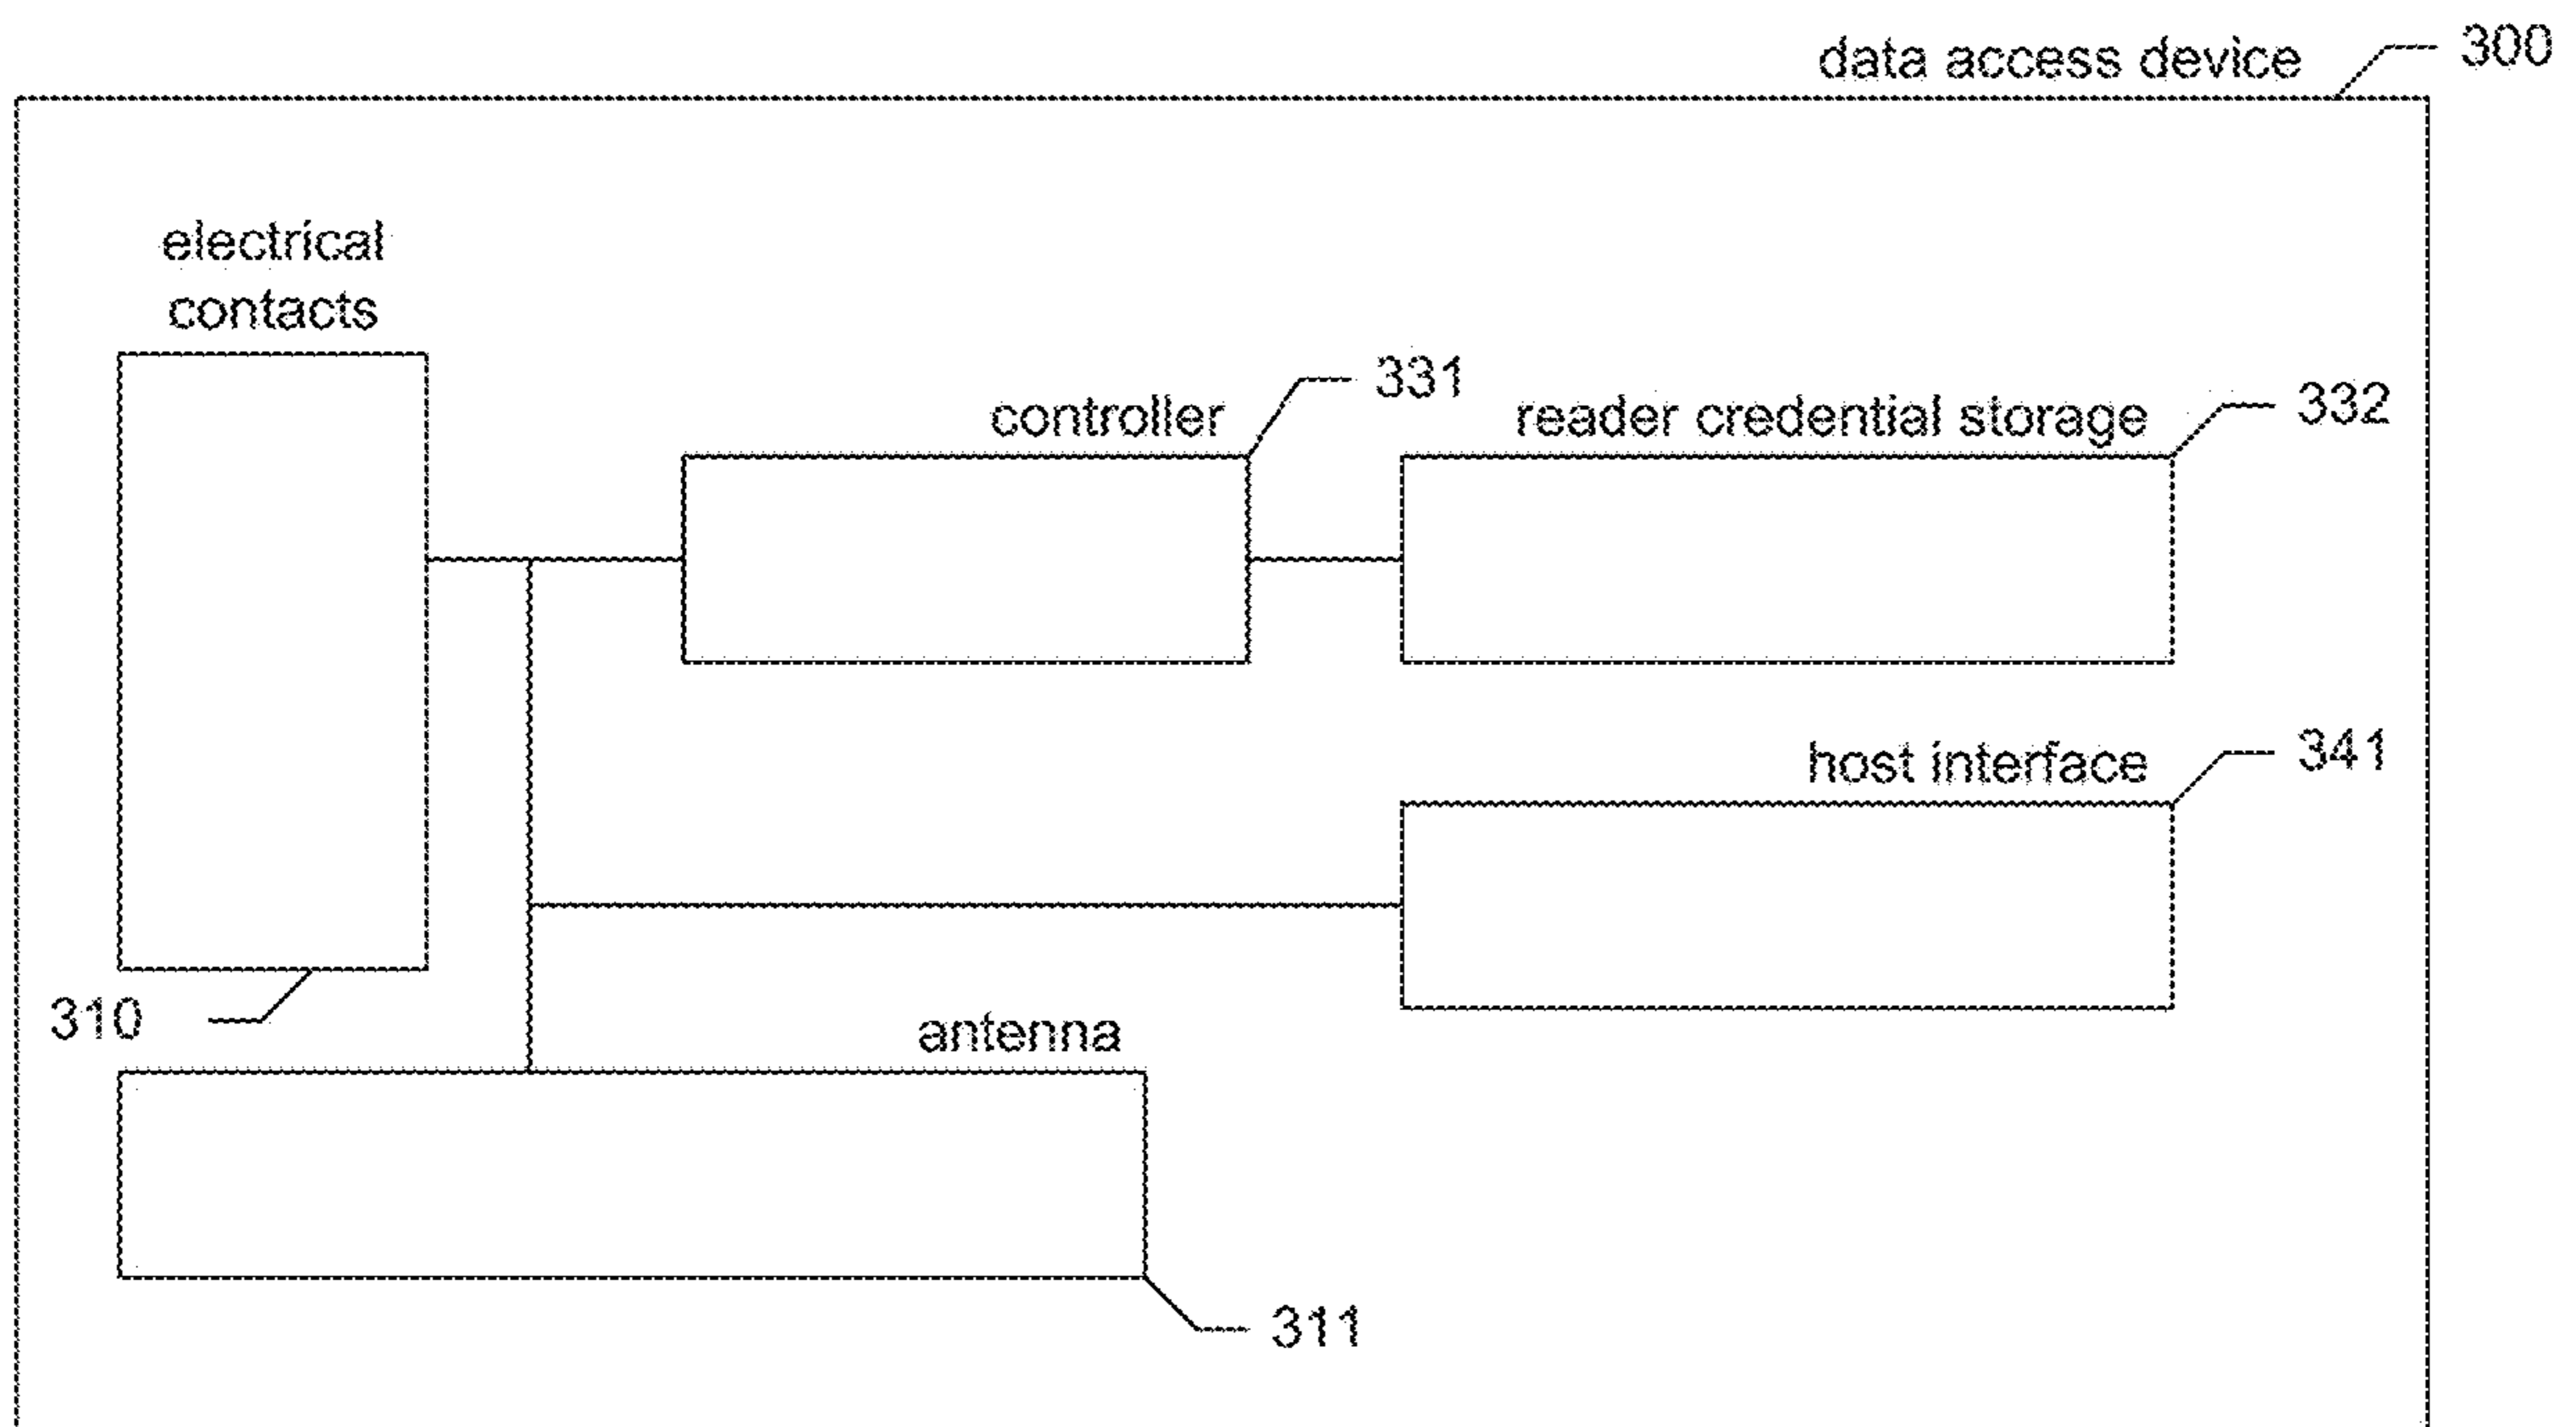 data access device
300
electrical
contacts
controller
331
reader credential storage
332
host interface
341
310
antenna
311